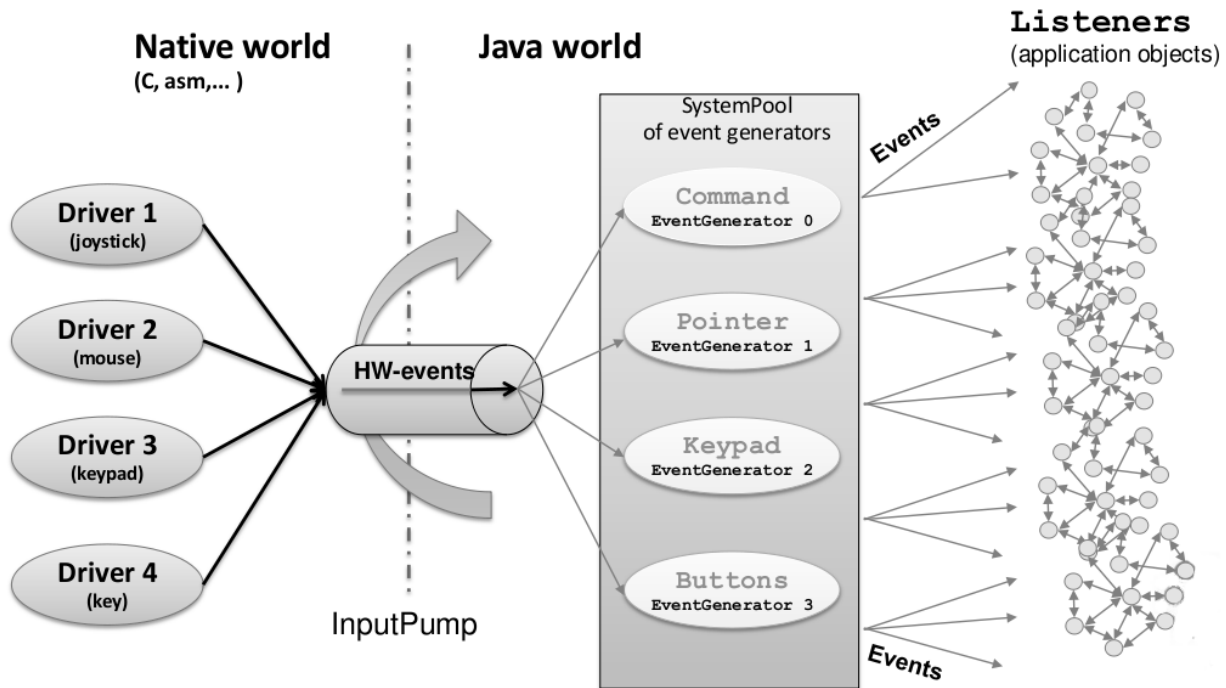 Native world
(C, asm,... )
Java world
Listeners
(application objects)
SystemPool
of event generators
Events
Driver 1
(joystick)
Driver 2
(mouse)
Driver 3
(keypad)
Driver 4
(key)
HW-events
InputPump
Command
EventGenerator 0
Pointer
EventGenerator 1
Keypad
EventGenerator 2
Buttons
EventGenerator 3
Events